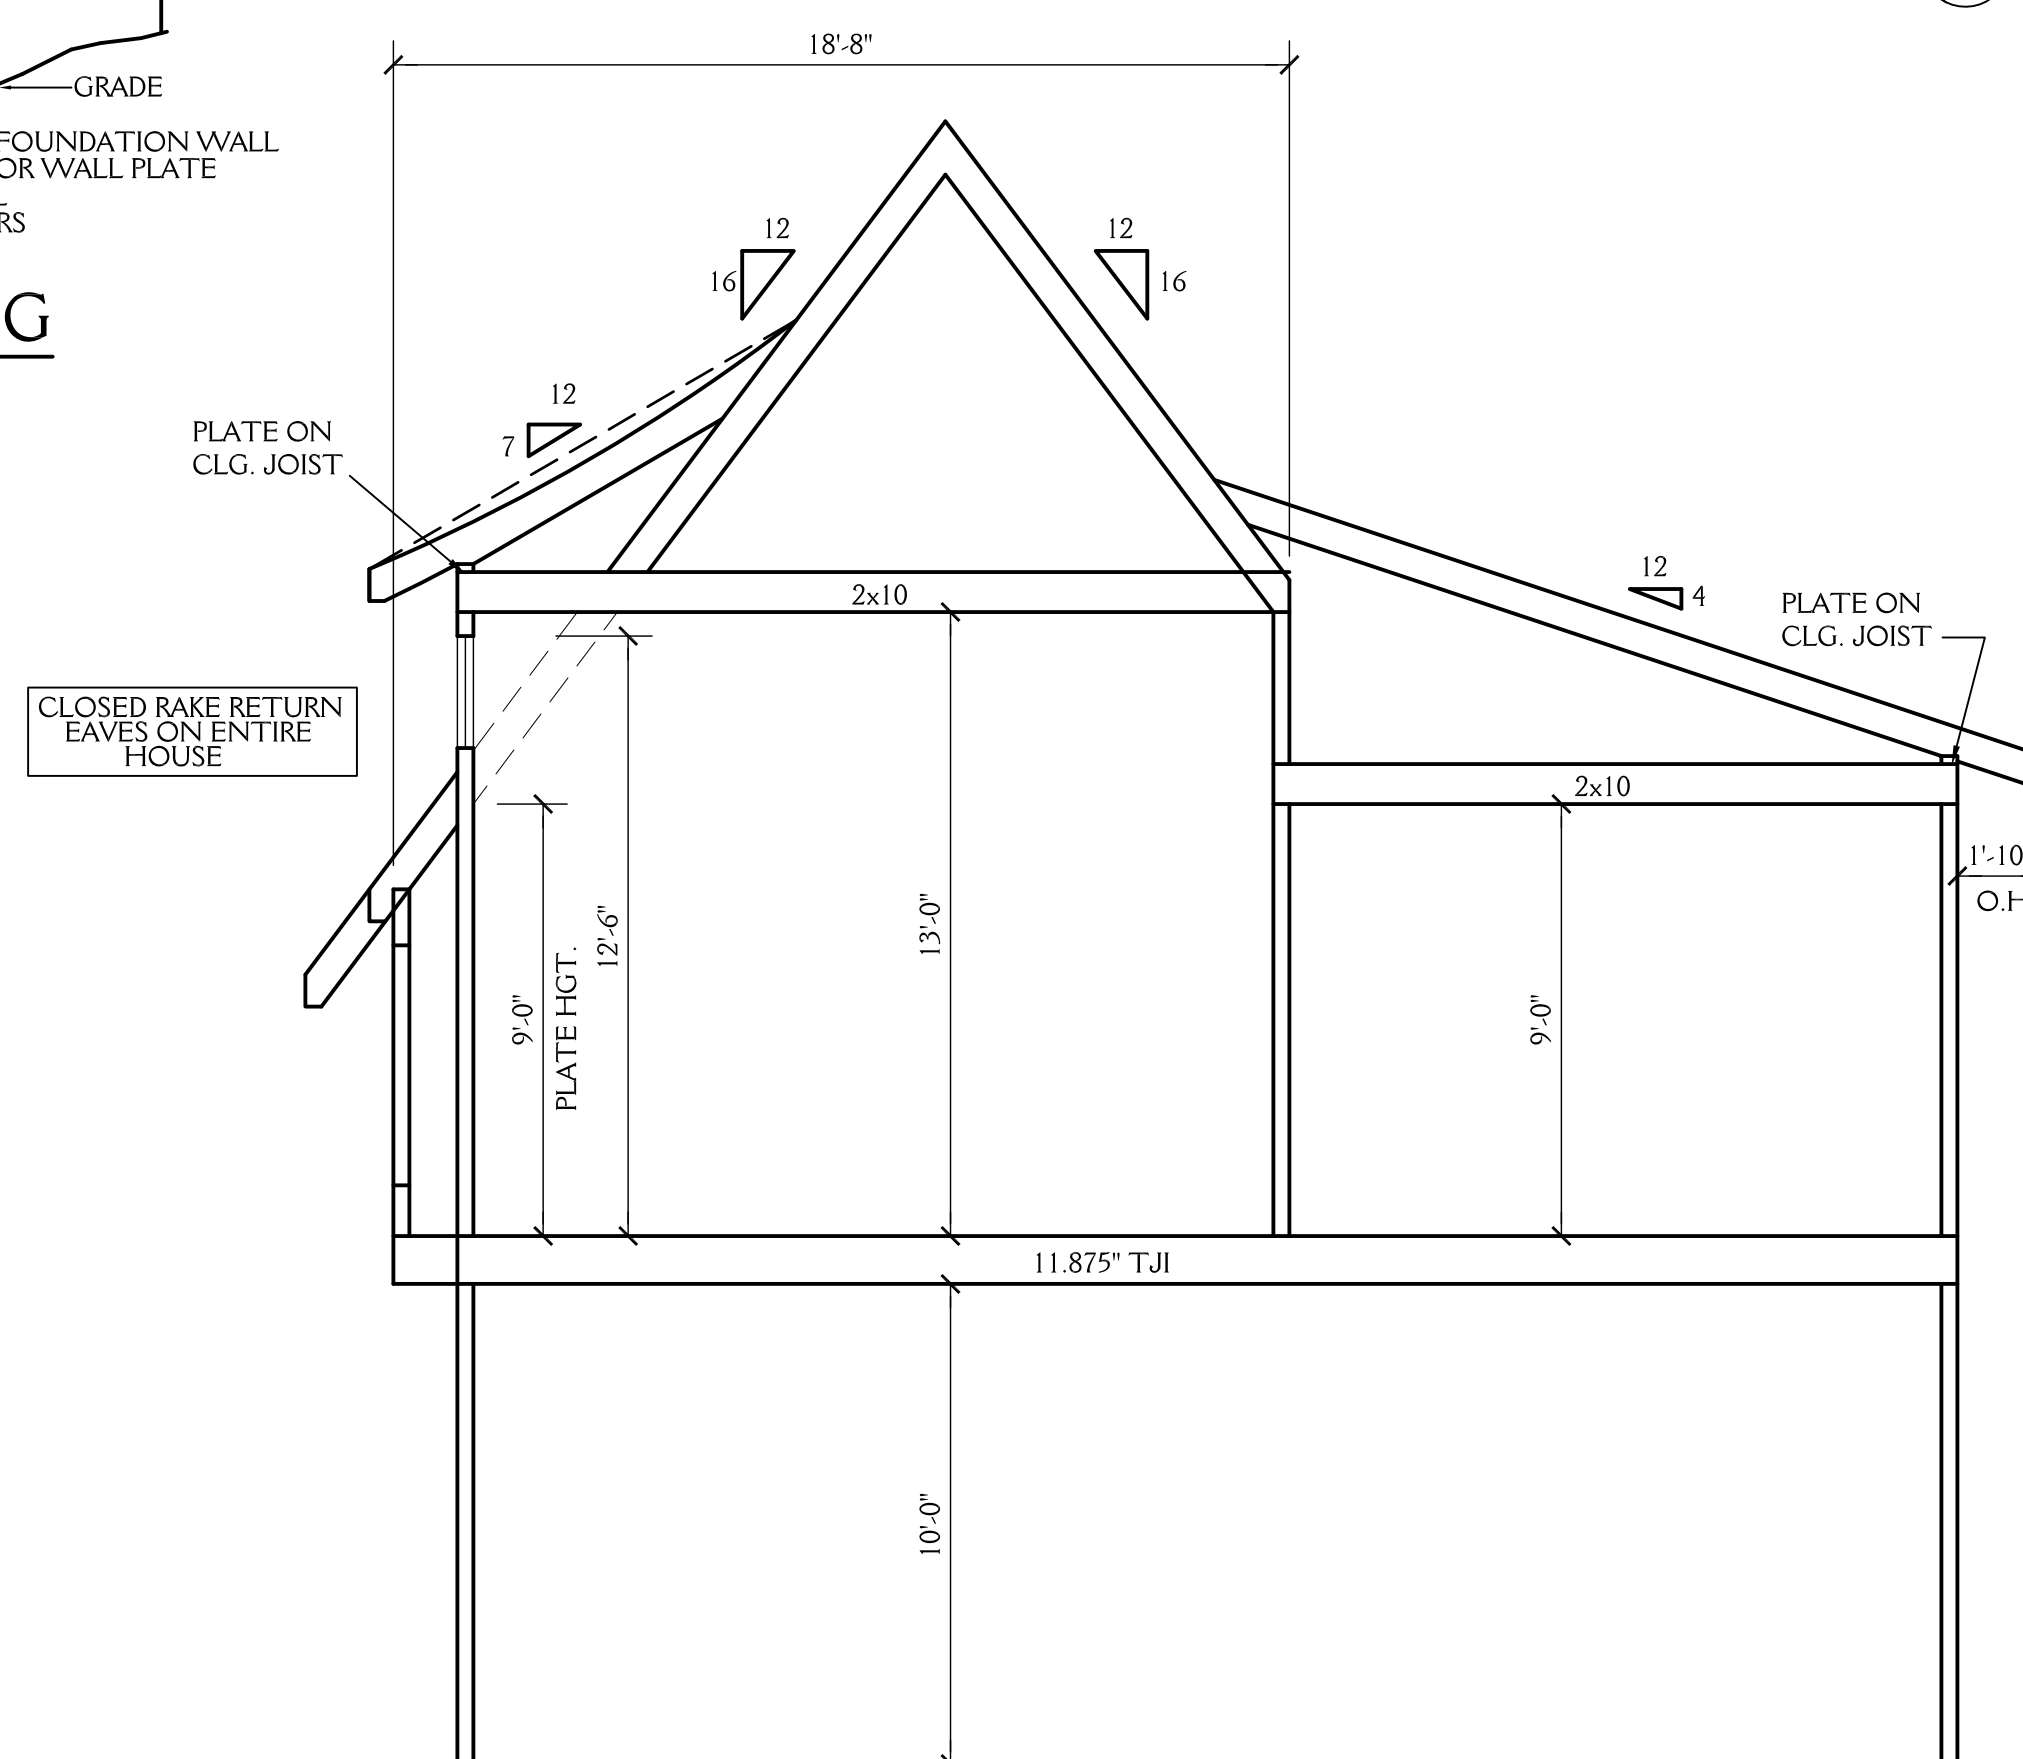 18'-8"
GRADE
FOUNDATION WALL
OR WALL PLATE
RS
G
12
16
12
16
12
7
PLATE ON
CLG. JOIST
12
4
PLATE ON
CLG. JOIST
2x10
CLOSED RAKE RETURN
EAVES ON ENTIRE
HOUSE
2x10
1'-10
O.H
9'-0"
PLATE HGT.
12'-6"
13'-0"
9'-0"
11.875" TJI
10'-0"